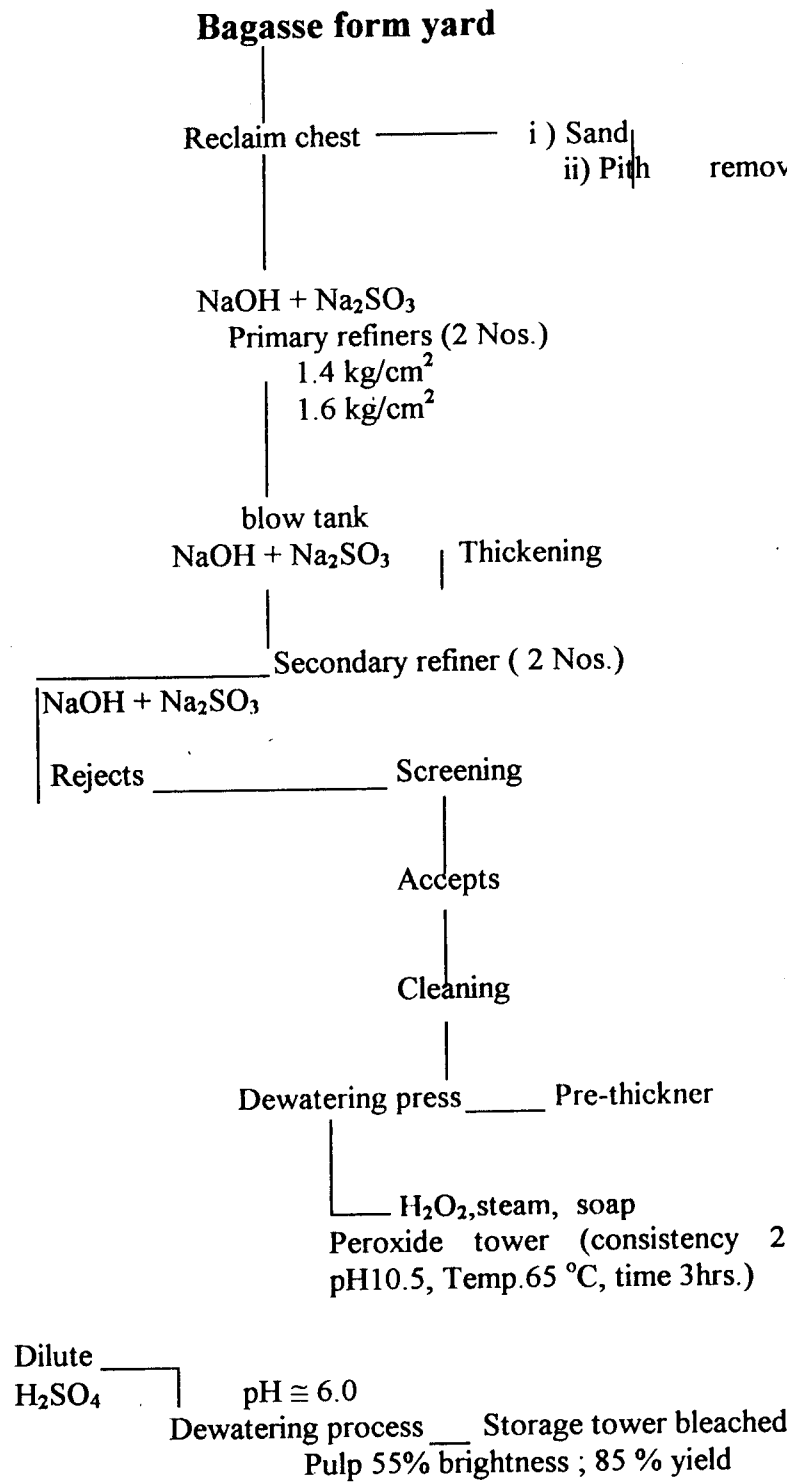 Bagasse form yard
Reclaim chest i ) Sand
ii) Pith remov
NaOH + Na₂SO₃
Primary refiners (2 Nos.)
1.4 kg/cm²
1.6 kg/cm²
blow tank
NaOH + Na₂SO₃ Thickening
Secondary refiner ( 2 Nos.)
NaOH + Na₂SO₃
Rejects Screening
Accepts
Cleaning
Dewatering press Pre-thickner
H₂O₂,steam, soap
Peroxide tower (consistency 2
pH10.5, Temp.65 °C, time 3hrs.)
Dilute
H₂SO₄ pH ≅ 6.0
Dewatering process Storage tower bleached
Pulp 55% brightness ; 85 % yield